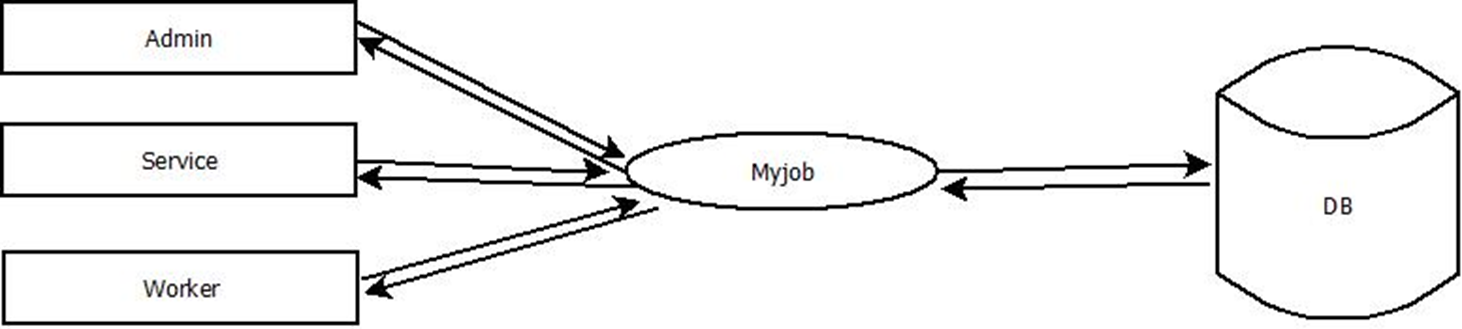 Admin
Service
Myjob
DB
Worker